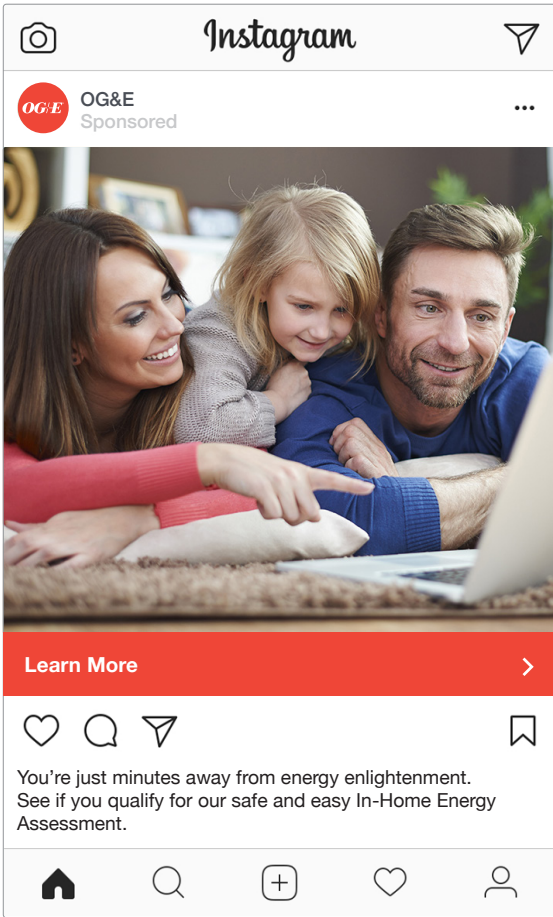 Instagram
OG&E
OG&E
Sponsored
Learn More
You’re just minutes away from energy enlightenment.
See if you qualify for our safe and easy In-Home Energy
Assessment.